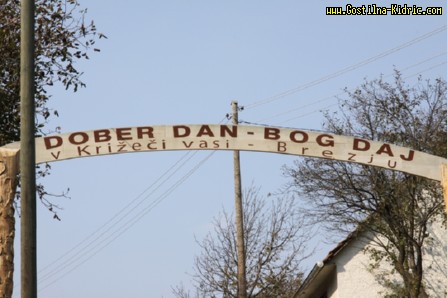 www.Gostilna-Kidric.com
DOBER DAN - BOG DAJ
v Križeči vasi - Brezju